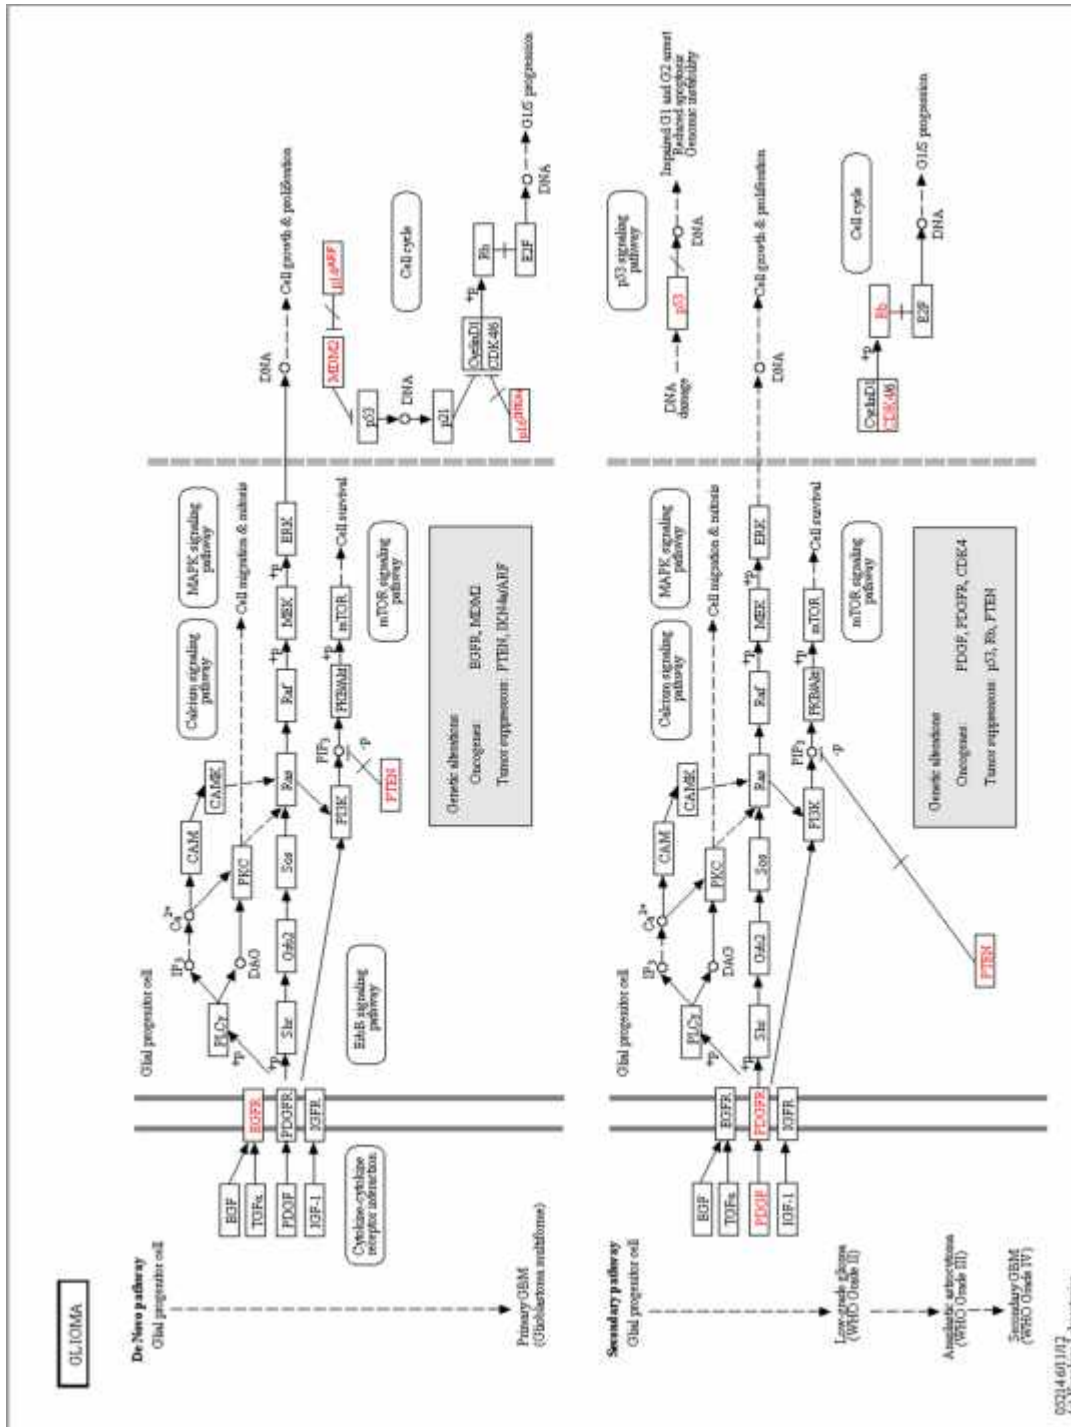 GLIOMA
De Novo pathway
Glial progenitor cell
Primary GBM
(Glioblastoma multiforme)
EGF
TGFα
PDGF
IGF-1
EGFR
PDGFR
IGFR
Cytokine-cytokine
receptor interaction
Glial progenitor cell
+p
+p
PLCγ
IP3
DAG
Ca2+
CAM
CAMK
PKC
Shc
Grb2
Sos
Ras
Raf
+p
MEK
+p
ERK
PI3K
PIP3
-p
PTEN
PKB/Akt
+p
mTOR
Cell survival
Cell migration & mitosis
ErbB signaling
pathway
Calcium signaling
pathway
MAPK signaling
pathway
mTOR signaling
pathway
Genetic alterations
Oncogenes: EGFR, MDM2
Tumor suppressors: PTEN, INK4a/ARF
DNA
Cell growth & proliferation
p14ARF
MDM2
p53
DNA
p21
p16INK4a
CyclinD1
CDK4/6
+p
Rb
E2F
DNA
G1/S progression
Cell cycle
Secondary pathway
Glial progenitor cell
Low-grade glioma
(WHO Grade II)
Anaplastic astrocytoma
(WHO Grade III)
Secondary GBM
(WHO Grade IV)
EGF
TGFα
PDGF
IGF-1
EGFR
PDGFR
IGFR
Glial progenitor cell
+p
+p
PLCγ
IP3
DAG
Ca2+
CAM
CAMK
PKC
Shc
Grb2
Sos
Ras
Raf
+p
MEK
+p
ERK
PI3K
PIP3
-p
PTEN
PKB/Akt
+p
mTOR
Cell survival
Cell migration & mitosis
Calcium signaling
pathway
MAPK signaling
pathway
mTOR signaling
pathway
Genetic alterations
Oncogenes: PDGF, PDGFR, CDK4
Tumor suppressors: p53, Rb, PTEN
DNA
Cell growth & proliferation
DNA
damage
p53
DNA
Impaired G1 and G2 arrest
Reduced apoptosis
Genomic instability
p53 signaling
pathway
CyclinD1
CDK4/6
+p
Rb
E2F
DNA
G1/S progression
Cell cycle
05214 6/11/12